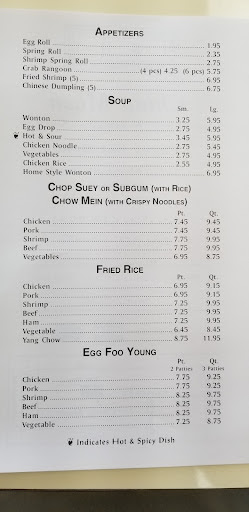 APPETIZERS
Egg Roll 1.95
Spring Roll 2.35
Shrimp Spring Roll 2.75
Crab Rangoun (4 pcs) 4.25 (6 pcs) 5.75
Fried Shrimp (5) 6.95
Chinese Dumpling (5) 6.75
SOUP
Sm. Lg.
Wonton 3.25 5.95
Egg Drop 2.75 4.95
Hot & Sour 3.45 5.45
Chicken Noodle 2.75 4.95
Vegetables 2.75 4.95
Chicken Rice 2.55 4.95
Home Style Wonton 6.95
CHOP SUEY OR SUBGUM (WITH RICE)
CHOW MEIN (WITH CRISPY NOODLES)
Pt. Qt.
Chicken 7.45 9.45
Pork 7.45 9.45
Shrimp 7.75 9.95
Beef 7.75 9.95
Vegetables 6.95 8.75
FRIED RICE
Pt. Qt.
Chicken 6.95 9.15
Pork 6.95 9.15
Shrimp 7.25 9.95
Beef 7.25 9.95
Ham 7.25 9.95
Vegetable 6.45 8.45
Yang Chow 8.75 11.95
EGG FOO YOUNG
Pt. Qt.
2 Patties 3 Patties
Chicken 7.75 9.25
Pork 7.75 9.25
Shrimp 8.25 9.75
Beef 8.25 9.75
Ham 8.25 9.75
Vegetable 7.25 8.75
Indicates Hot & Spicy Dish